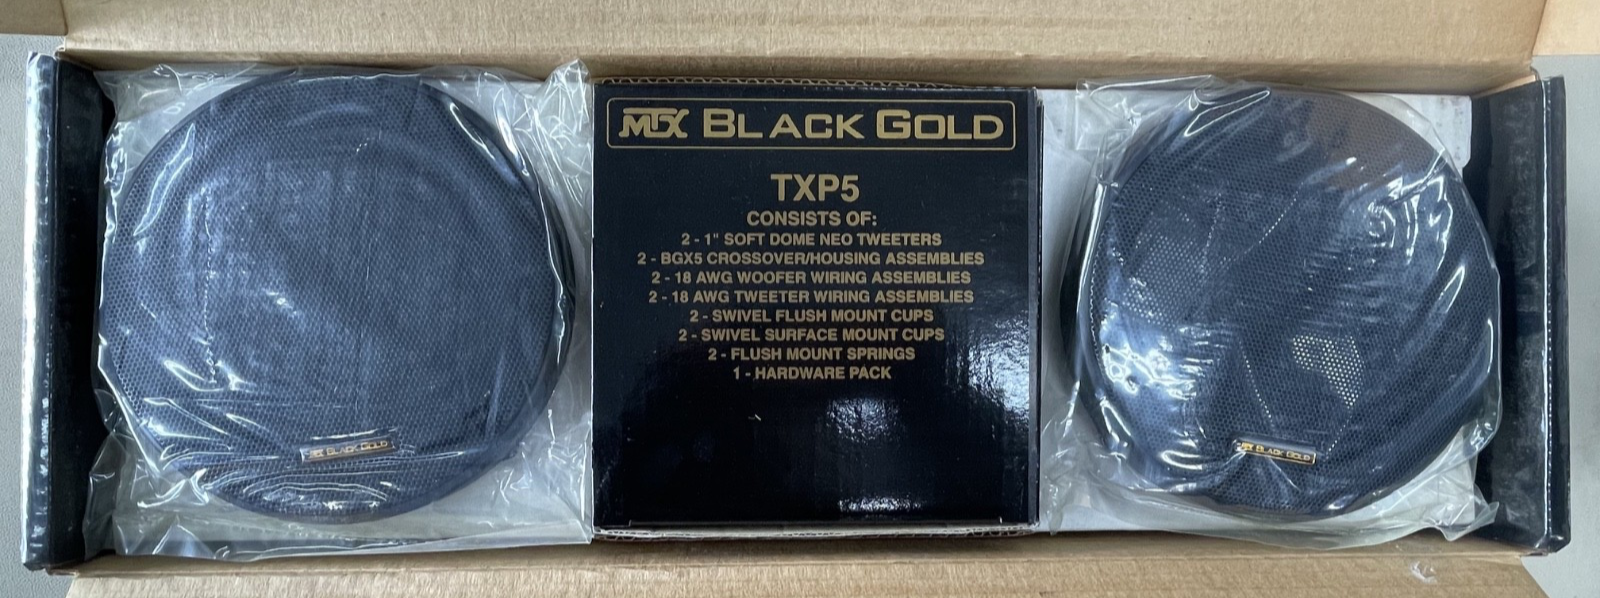 MTX BLACK GOLD
TXP5
CONSISTS OF:
2 - 1" SOFT DOME NEO TWEETERS
2 - BGX5 CROSSOVER/HOUSING ASSEMBLIES
2 - 18 AWG WOOFER WIRING ASSEMBLIES
2 - 18 AWG TWEETER WIRING ASSEMBLIES
2 - SWIVEL FLUSH MOUNT CUPS
2 - SWIVEL SURFACE MOUNT CUPS
2 - FLUSH MOUNT SPRINGS
1 - HARDWARE PACK
MTX BLACK GOLD
MTX BLACK GOLD